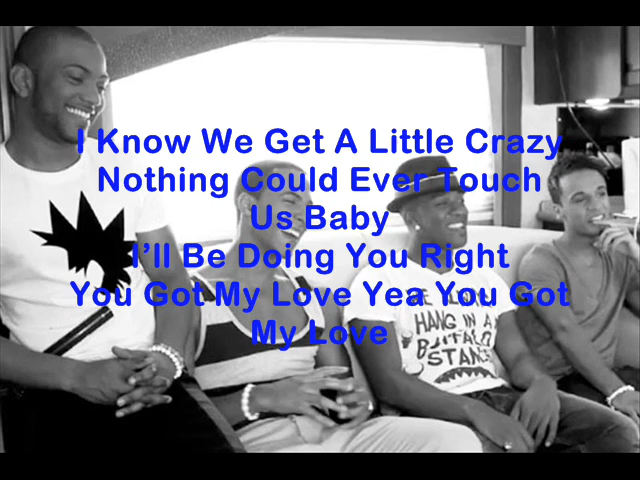 I Know We Get A Little Crazy
Nothing Could Ever Touch
Us Baby
I'll Be Doing You Right
You Got My Love Yea You Got
My Love
HANG IN A
BUFFALO
STANCE